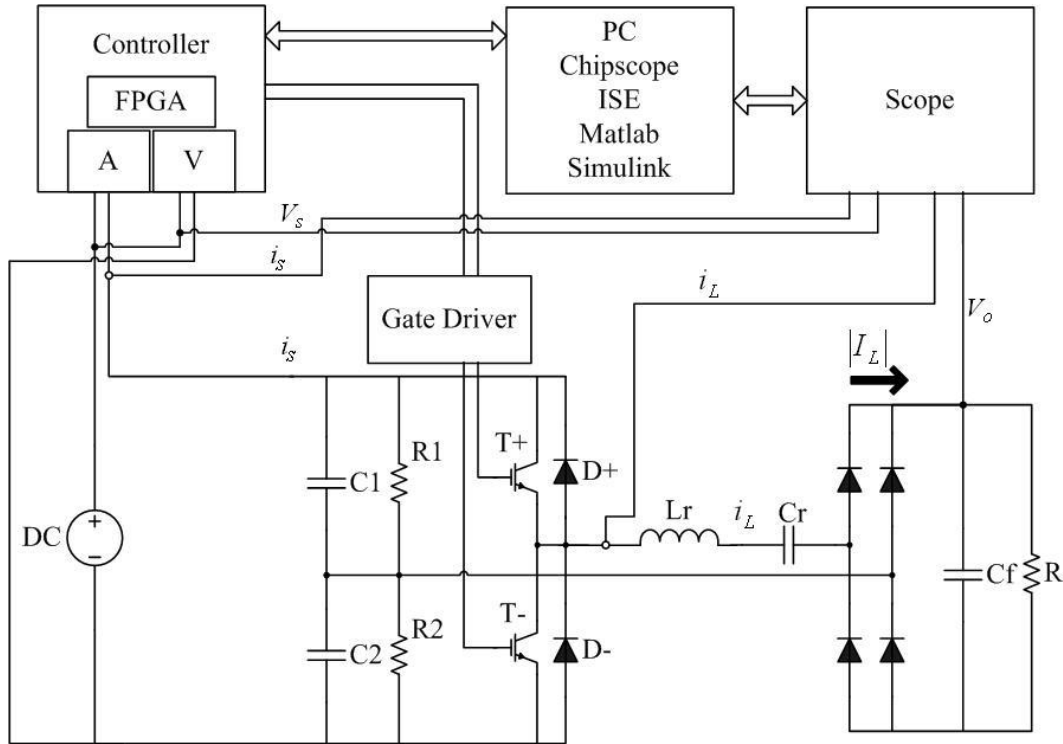 Controller
FPGA
A
V
PC
Chipscope
ISE
Matlab
Simulink
Scope
V_s
i_s
i_L
V_o
Gate Driver
i_s
|I_L|
T+
R1
D+
C1
Lr
i_L
Cr
DC
+
−
T-
R2
C2
D-
Cf
R